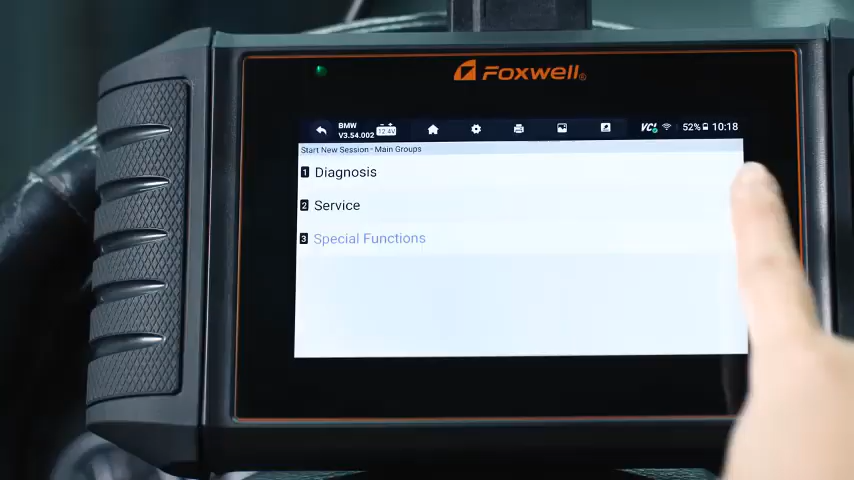 Foxwell®
BMW
V3.54.002 12.4V
VCI 52% 10:18
Start New Session - Main Groups
1 Diagnosis
2 Service
3 Special Functions